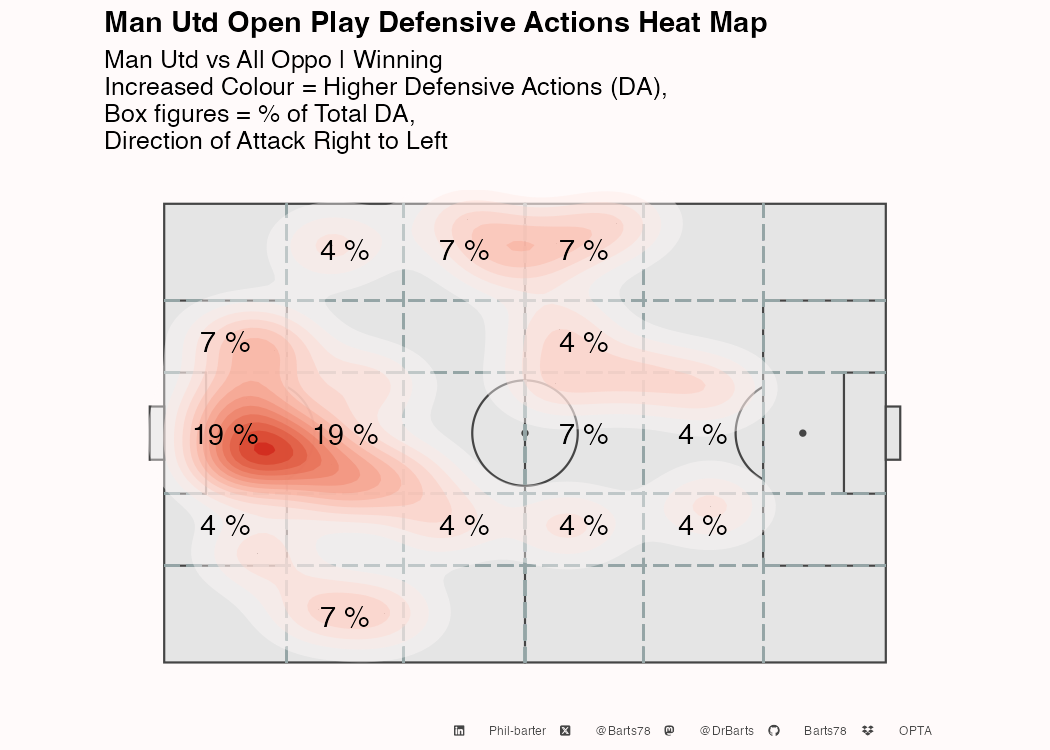 Man Utd Open Play Defensive Actions Heat Map
Man Utd vs All Oppo | Winning
Increased Colour = Higher Defensive Actions (DA),
Box figures = % of Total DA,
Direction of Attack Right to Left
4 % 7 % 7 %
7 % 4 %
19 % 19 % 7 % 4 %
4 % 4 % 4 % 4 %
7 %
Phil-barter @Barts78 @DrBarts Barts78 OPTA